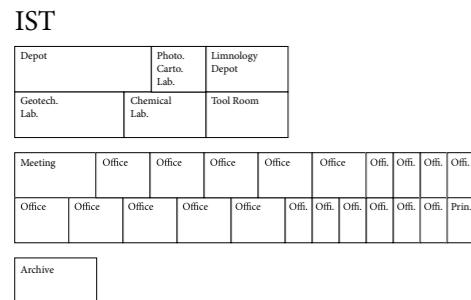 IST
Depot Photo. Limnology
Carto. Depot
Lab.
Geotech. Chemical Tool Room
Lab. Lab.
Meeting Office Office Office Office Office Offi. Offi. Offi. Offi.
Office Office Office Office Office Offi. Offi. Offi. Offi. Offi. Offi. Prin.
Archive